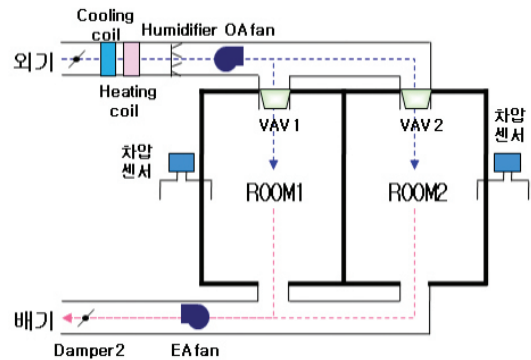 Cooling
coil
Humidifier OA fan
외기
Heating
coil
VAV 1
VAV 2
차압
센서
차압
센서
ROOM1
ROOM2
배기
Damper2
EA fan